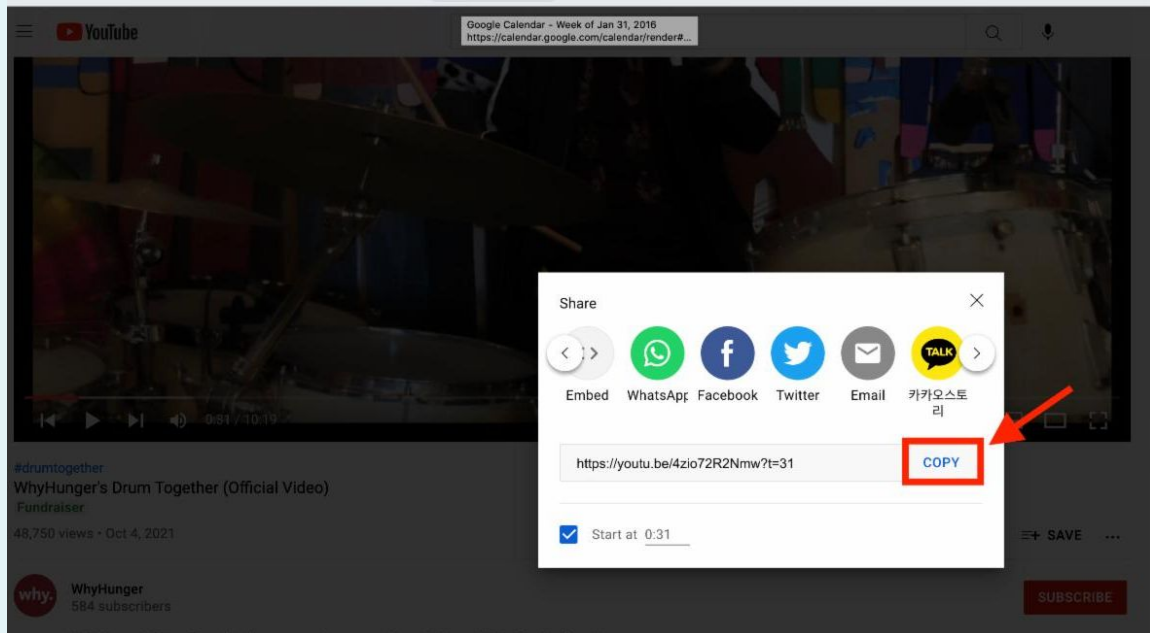 YouTube
Google Calendar - Week of Jan 31, 2016
https://calendar.google.com/calendar/render#...
Share
Embed
WhatsApp
Facebook
Twitter
Email
TALK
카카오스토
리
https://youtu.be/4zio72R2Nmw?t=31
COPY
Start at 0:31
0:31 / 10:19
#drumtogether
WhyHunger's Drum Together (Official Video)
Fundraiser
48,750 views • Oct 4, 2021
SAVE
why.
WhyHunger
584 subscribers
SUBSCRIBE